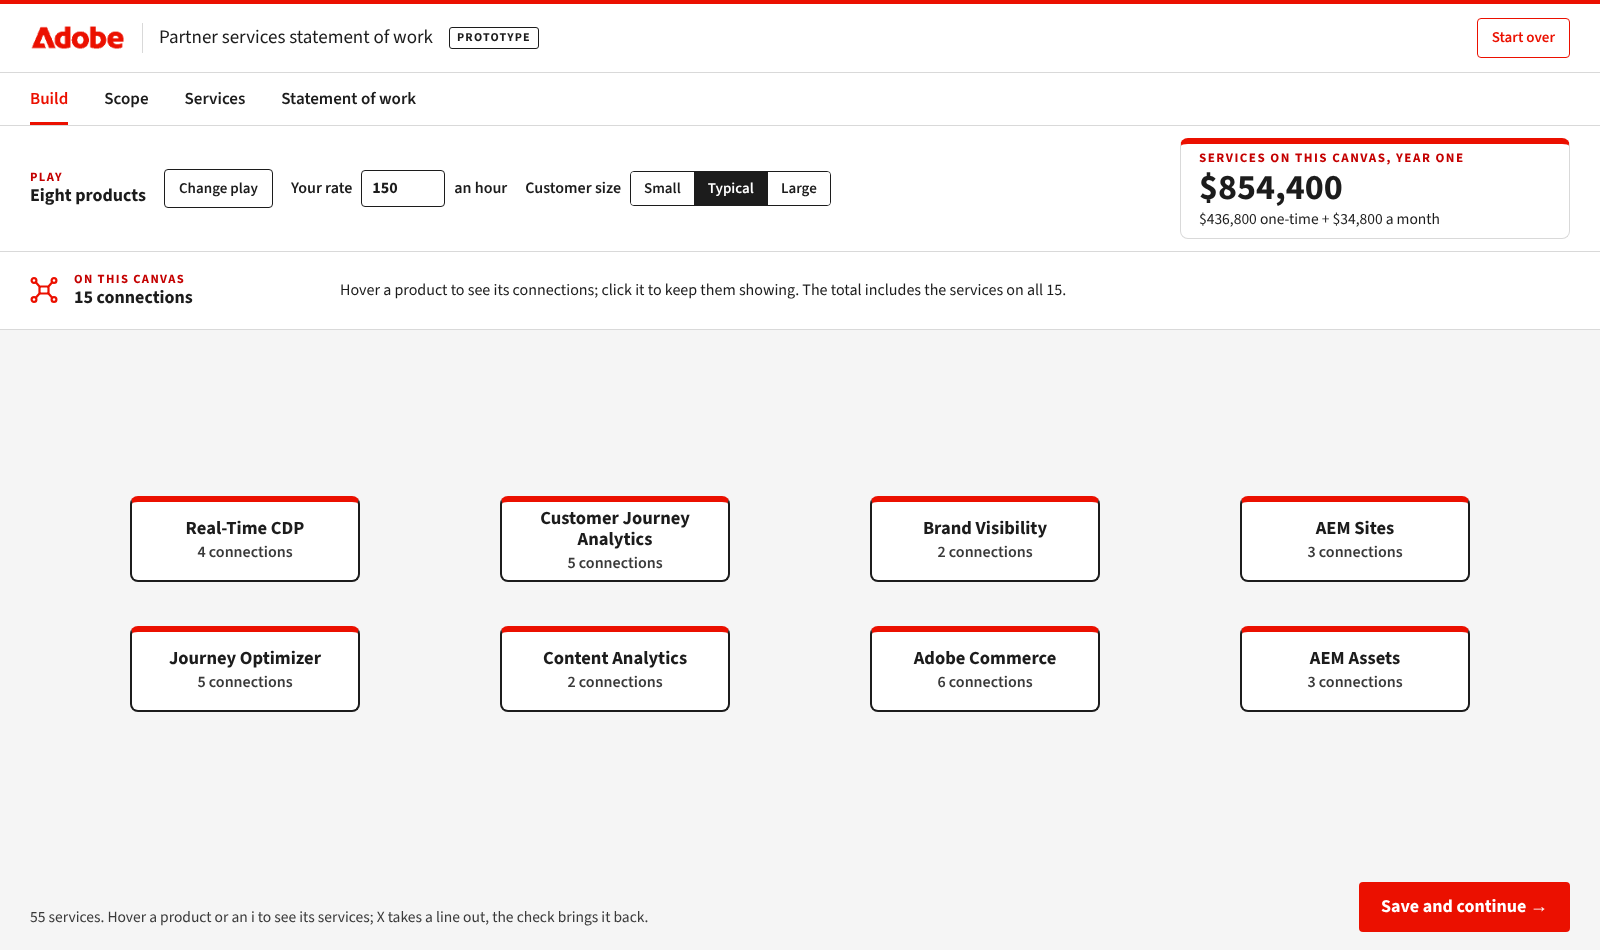 Adobe
Partner services statement of work
PROTOTYPE
Start over
Build
Scope
Services
Statement of work
PLAY
Eight products
Change play
Your rate
150
an hour
Customer size
Small
Typical
Large
SERVICES ON THIS CANVAS, YEAR ONE
$854,400
$436,800 one-time + $34,800 a month
ON THIS CANVAS
15 connections
Hover a product to see its connections; click it to keep them showing. The total includes the services on all 15.
Real-Time CDP
4 connections
Customer Journey
Analytics
5 connections
Brand Visibility
2 connections
AEM Sites
3 connections
Journey Optimizer
5 connections
Content Analytics
2 connections
Adobe Commerce
6 connections
AEM Assets
3 connections
55 services. Hover a product or an i to see its services; X takes a line out, the check brings it back.
Save and continue →